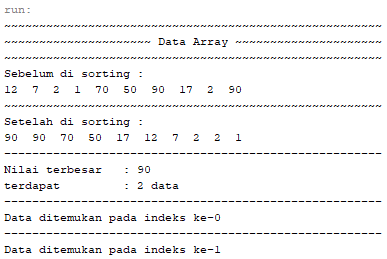 run:
~~~~~~~~~~~~~~~~~~~~~~~~~~~~~~~~~~~~~~~~~~~~~~~~~~~~~~
~~~~~~~~~~~~~~~~~~~~~ Data Array ~~~~~~~~~~~~~~~~~~~~~
~~~~~~~~~~~~~~~~~~~~~~~~~~~~~~~~~~~~~~~~~~~~~~~~~~~~~~
Sebelum di sorting :
12  7  2  1  70  50  90  17  2  90
~~~~~~~~~~~~~~~~~~~~~~~~~~~~~~~~~~~~~~~~~~~~~~~~~~~~~~
Setelah di sorting :
90  90  70  50  17  12  7  2  2  1
------------------------------------------------------
Nilai terbesar   : 90
terdapat         : 2 data
------------------------------------------------------
Data ditemukan pada indeks ke-0
------------------------------------------------------
Data ditemukan pada indeks ke-1